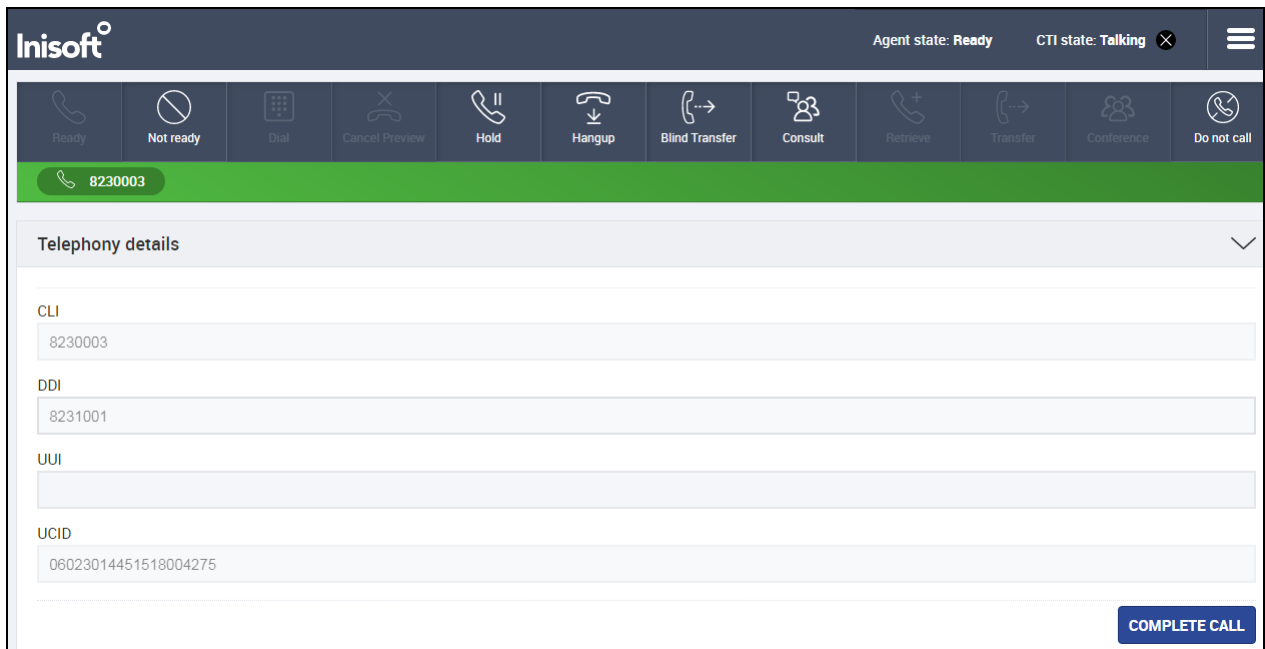 Inisoft
Agent state: Ready CTI state: Talking
Ready Not ready Dial Cancel Preview Hold Hangup Blind Transfer Consult Retrieve Transfer Conference Do not call
8230003
Telephony details
CLI
8230003
DDI
8231001
UUI
UCID
06023014451518004275
COMPLETE CALL